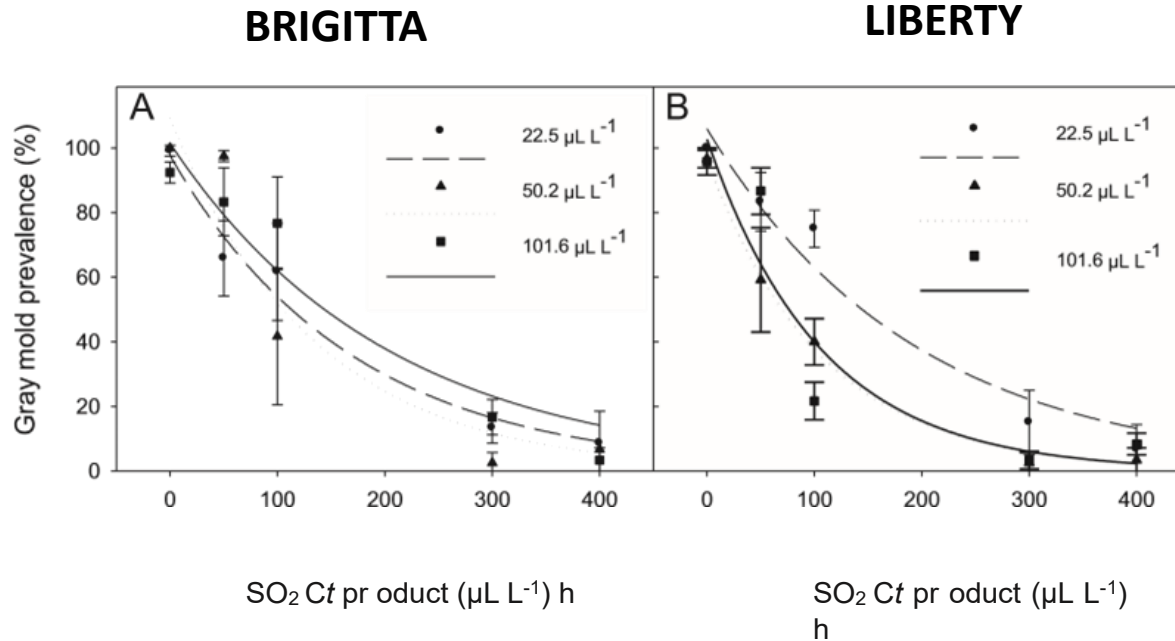 BRIGITTA
LIBERTY
A
22.5 µL L⁻¹
50.2 µL L⁻¹
101.6 µL L⁻¹
B
22.5 µL L⁻¹
50.2 µL L⁻¹
101.6 µL L⁻¹
Gray mold prevalence (%)
100
80
60
40
20
0
0 100 200 300 400
0 100 200 300 400
SO₂ Ct pr oduct (µL L⁻¹) h
SO₂ Ct pr oduct (µL L⁻¹)
h